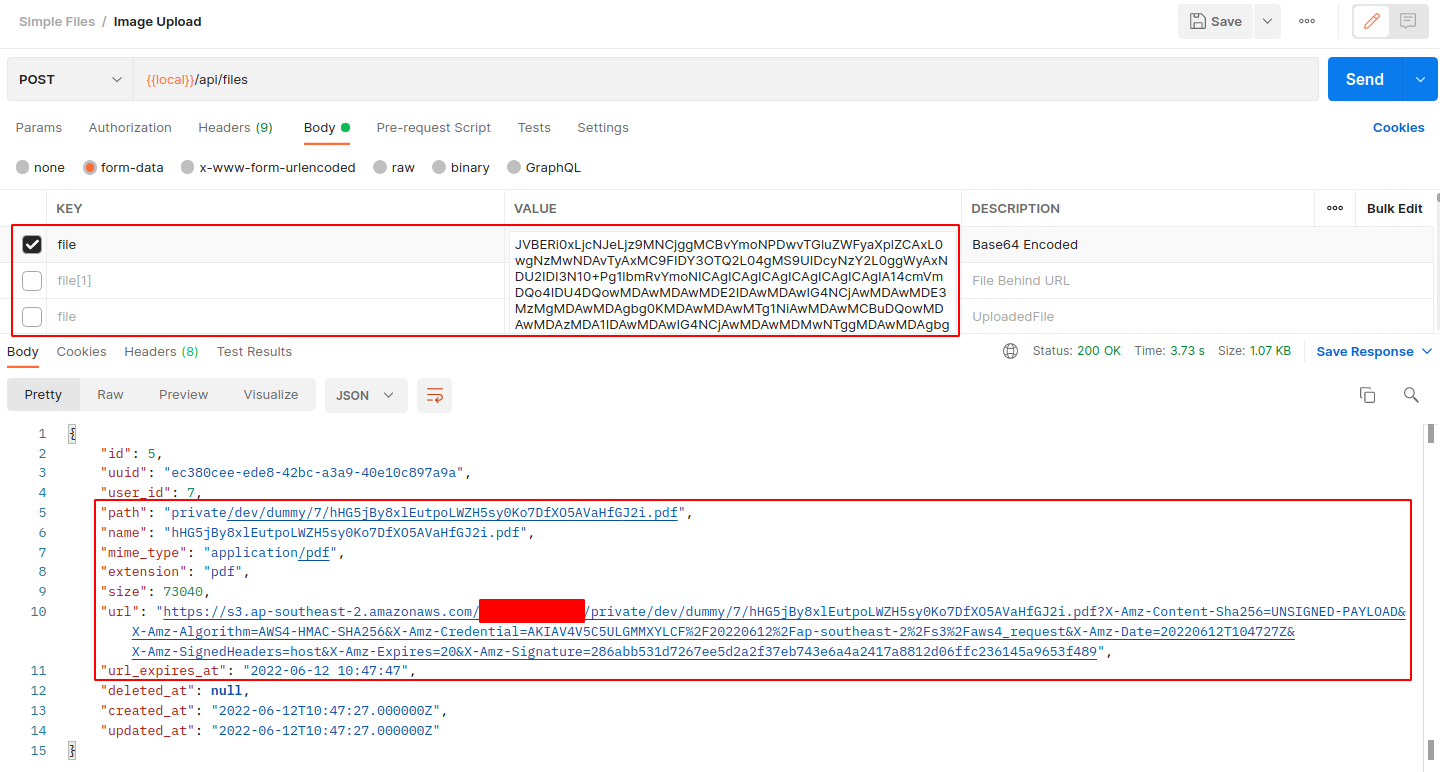 Simple Files / Image Upload
Save
POST
{{local}}/api/files
Send
Params Authorization Headers (9) Body Pre-request Script Tests Settings Cookies
none form-data x-www-form-urlencoded raw binary GraphQL
KEY VALUE DESCRIPTION Bulk Edit
file
JVBERi0xLjcNJeLjz9MNCjggMCBvYmoNPDwvTGluZWFyaXplZCAxL0
wgNzMwNDAvTyAxMC9FIDY3OTQ2L04gMS9UIDcyNzY2L0ggWyAxN
DU2IDI3N10+Pg1lbmRvYmoNICAgICAgICAgICAgICAgICAgIA14cmVm
DQo4IDU4DQowMDAwMDAwMDE2IDAwMDAwIG4NCjAwMDAwMDE3
MzMgMDAwMDAgbg0KMDAwMDAwMTg1NiAwMDAwMCBuDQowMD
AwMDAzMDA1IDAwMDAwIG4NCjAwMDAwMDMwNTggMDAwMDAgbg
Base64 Encoded
file[1]
File Behind URL
file
UploadedFile
Body Cookies Headers (8) Test Results
Status: 200 OK Time: 3.73 s Size: 1.07 KB Save Response
Pretty Raw Preview Visualize JSON
1 {
2 "id": 5,
3 "uuid": "ec380cee-ede8-42bc-a3a9-40e10c897a9a",
4 "user_id": 7,
5 "path": "private/dev/dummy/7/hHG5jBy8xlEutpoLWZH5sy0Ko7DfXO5AVaHfGJ2i.pdf",
6 "name": "hHG5jBy8xlEutpoLWZH5sy0Ko7DfXO5AVaHfGJ2i.pdf",
7 "mime_type": "application/pdf",
8 "extension": "pdf",
9 "size": 73040,
10 "url": "https://s3.ap-southeast-2.amazonaws.com/ /private/dev/dummy/7/hHG5jBy8xlEutpoLWZH5sy0Ko7DfXO5AVaHfGJ2i.pdf?X-Amz-Content-Sha256=UNSIGNED-PAYLOAD&
X-Amz-Algorithm=AWS4-HMAC-SHA256&X-Amz-Credential=AKIAV4V5C5ULGMMXYLCF%2F20220612%2Fap-southeast-2%2Fs3%2Faws4_request&X-Amz-Date=20220612T104727Z&
X-Amz-SignedHeaders=host&X-Amz-Expires=20&X-Amz-Signature=286abb531d7267ee5d2a2f37eb743e6a4a2417a8812d06ffc236145a9653f489",
11 "url_expires_at": "2022-06-12 10:47:47",
12 "deleted_at": null,
13 "created_at": "2022-06-12T10:47:27.000000Z",
14 "updated_at": "2022-06-12T10:47:27.000000Z"
15 }